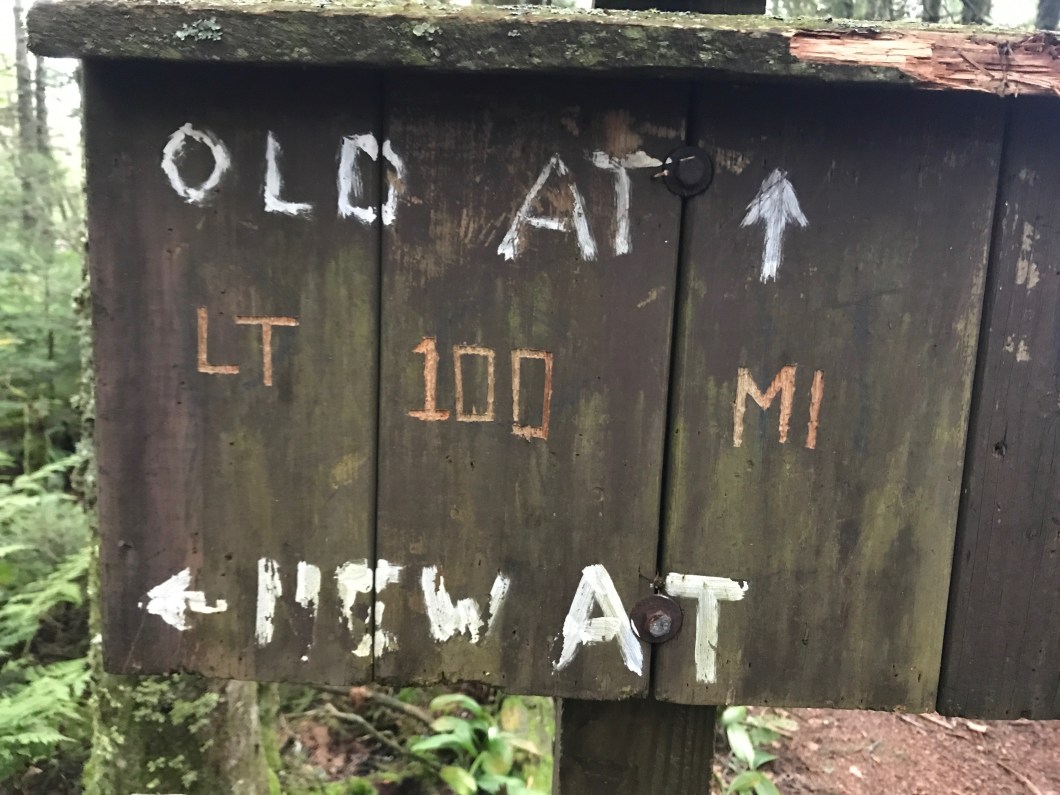 OLD AT ↑
LT 100 MI
← NEW AT